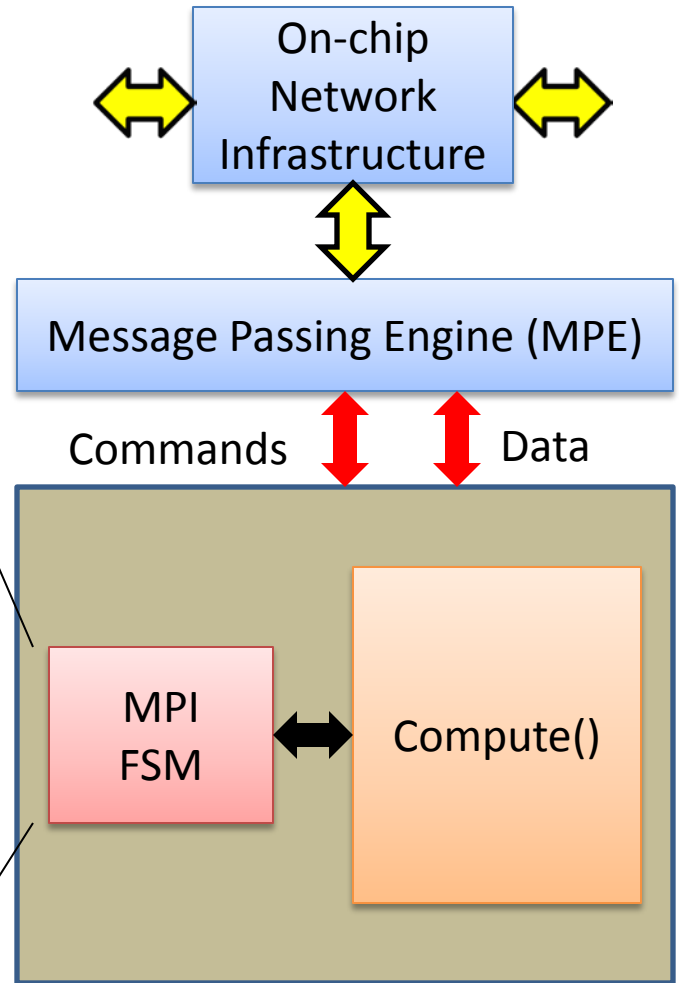 On-chip
Network
Infrastructure
Message Passing Engine (MPE)
Commands
Data
MPI
FSM
Compute()